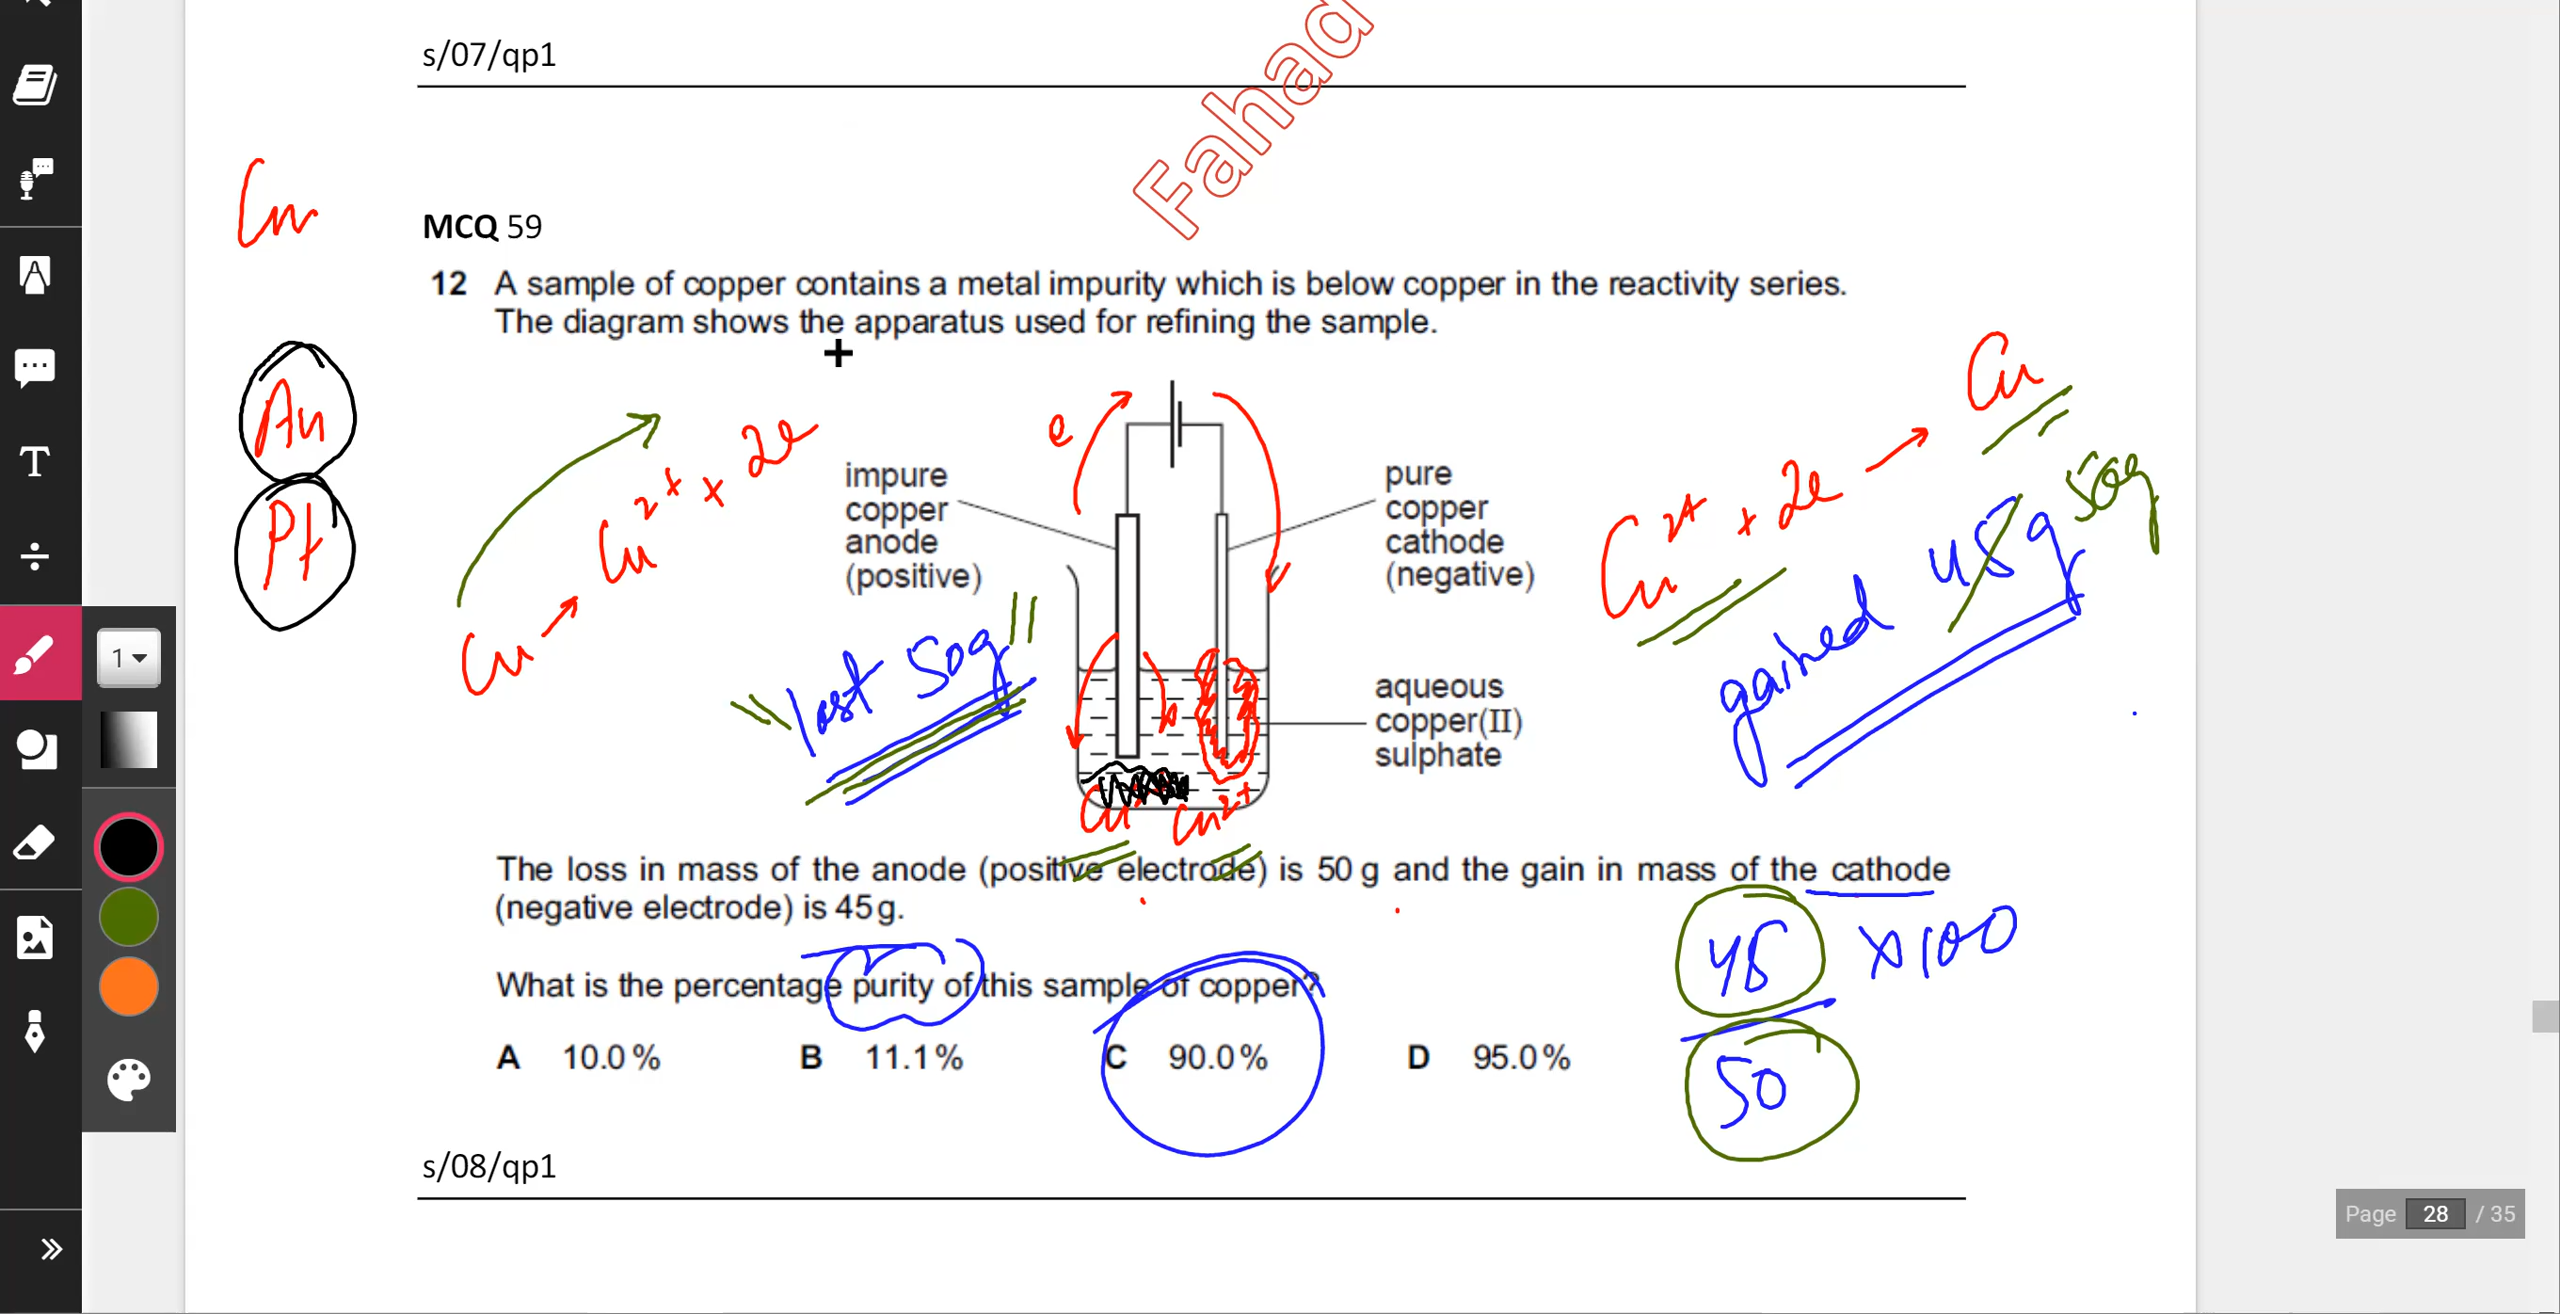 s/07/qp1
Fahad
Cu
MCQ 59
12 A sample of copper contains a metal impurity which is below copper in the reactivity series.
The diagram shows the apparatus used for refining the sample.
Au
Pt
Cu → Cu²⁺ + 2e
e
impure
copper
anode
(positive)
pure
copper
cathode
(negative)
Cu²⁺ + 2e → Cu
lost 50g
gained 45g
50g
aqueous
copper(II)
sulphate
Cu
Cu²⁺
The loss in mass of the anode (positive electrode) is 50 g and the gain in mass of the cathode
(negative electrode) is 45 g.
What is the percentage purity of this sample of copper?
45
50
×100
A 10.0 % B 11.1 % C 90.0 % D 95.0 %
s/08/qp1
T
1
Page 28 / 35